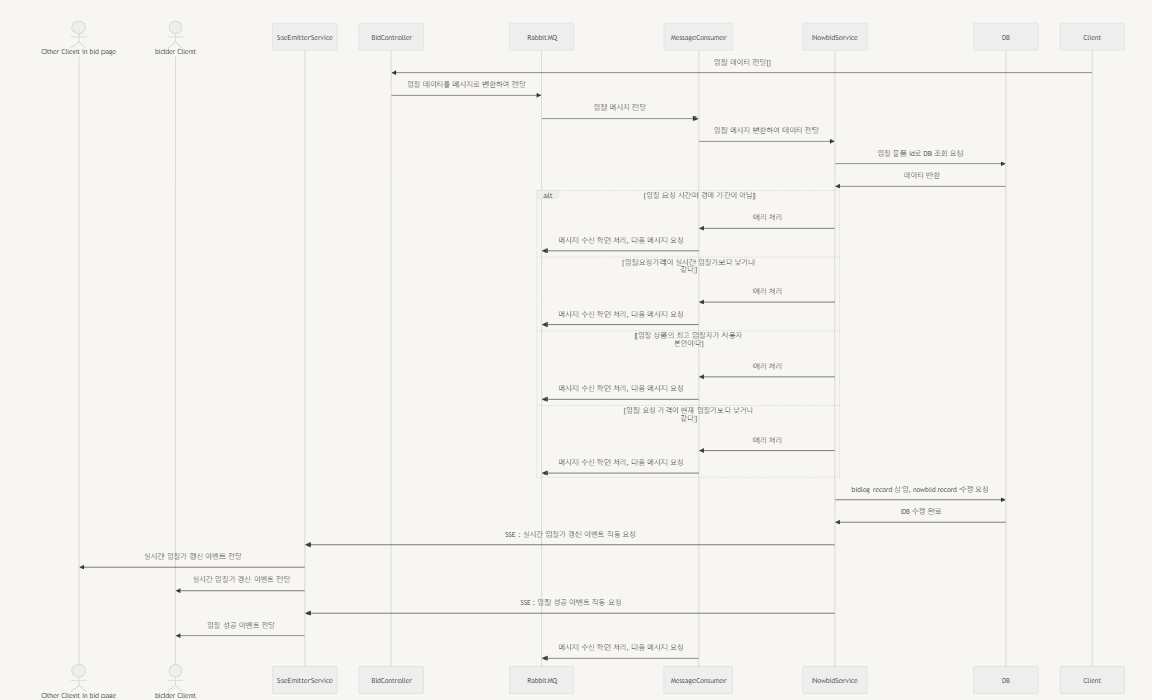 Other Client in bid page
bidder Client
SseEmitterService
BidController
RabbitMQ
MessageConsumer
NowbidService
DB
Client
입찰 데이터 전달()
입찰 데이터를 메시지로 변환하여 전달
입찰 메시지 전달
입찰 메시지 변환하여 데이터 전달
입찰 물품 id로 DB 조회 요청
데이터 반환
alt
[입찰 요청 시간이 경매 기간이 아님]
에러 처리
메시지 수신 확인 처리, 다음 메시지 요청
[입찰요청가격이 실시간 입찰가보다 낮거나
같다]
에러 처리
메시지 수신 확인 처리, 다음 메시지 요청
[입찰 상품의 최고 입찰자가 사용자
본인이다]
에러 처리
메시지 수신 확인 처리, 다음 메시지 요청
[입찰 요청 가격이 현재 입찰가보다 낮거나
같다]
에러 처리
메시지 수신 확인 처리, 다음 메시지 요청
bidlog record 삽입, nowbid record 수정 요청
DB 수정 완료
SSE : 실시간 입찰가 갱신 이벤트 작동 요청
실시간 입찰가 갱신 이벤트 전달
실시간 입찰가 갱신 이벤트 전달
SSE : 입찰 성공 이벤트 작동 요청
입찰 성공 이벤트 전달
메시지 수신 확인 처리, 다음 메시지 요청
Other Client in bid page
bidder Client
SseEmitterService
BidController
RabbitMQ
MessageConsumer
NowbidService
DB
Client